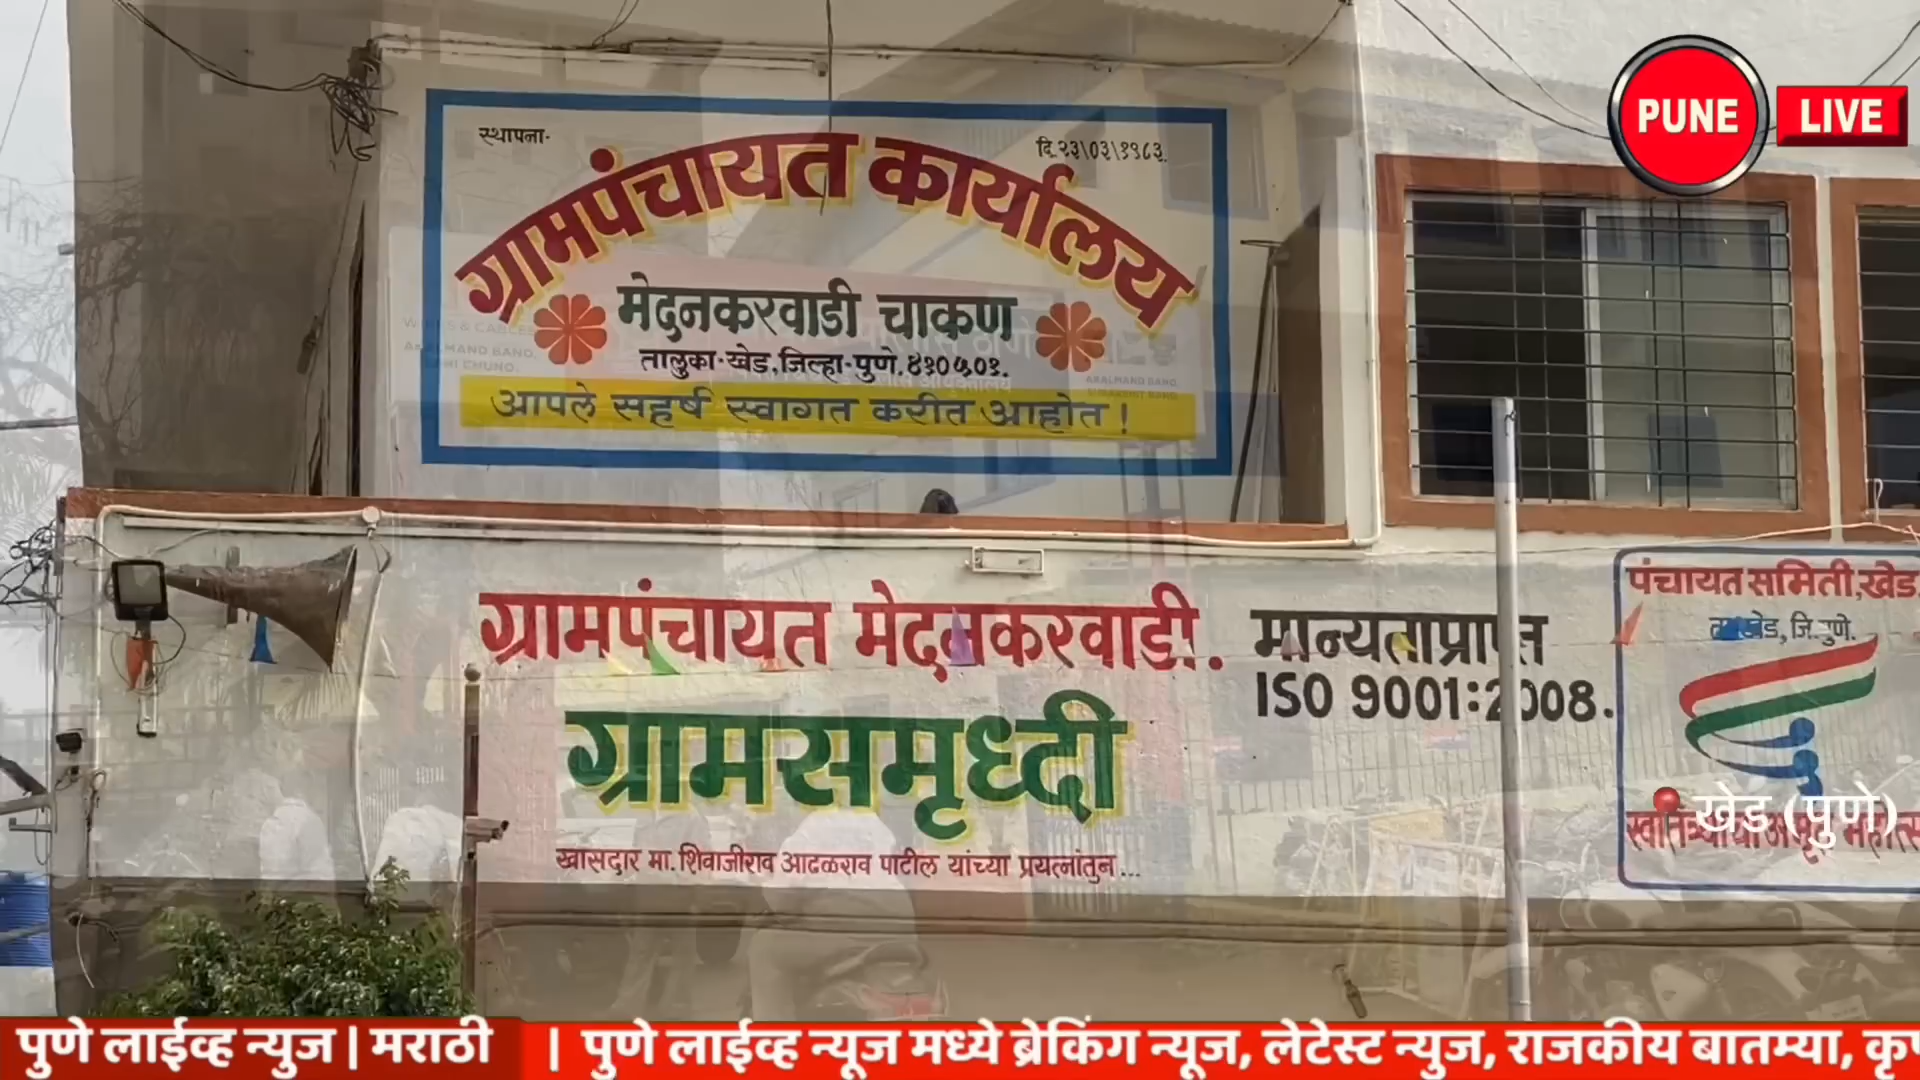 PUNE LIVE
स्थापना-
दि.२३\०३\१९८३.
ग्रामपंचायत कार्यालय
मेदनकरवाडी चाकण
तालुका-खेड,जिल्हा-पुणे.४१०५०१.
आपले सहर्ष स्वागत करीत आहोत !
ग्रामपंचायत मेदनकरवाडी.
मान्यताप्राप्त
ISO 9001:2008.
ग्रामसमृध्दी
खासदार मा. शिवाजीराव आढळराव पाटील यांच्या प्रयत्नांतुन...
पंचायत समिती,खेड.
ता.खेड, जि.पुणे.
खेड (पुणे)
पुणे लाईव्ह न्युज | मराठी
| पुणे लाईव्ह न्यूज मध्ये ब्रेकिंग न्यूज, लेटेस्ट न्युज, राजकीय बातम्या,